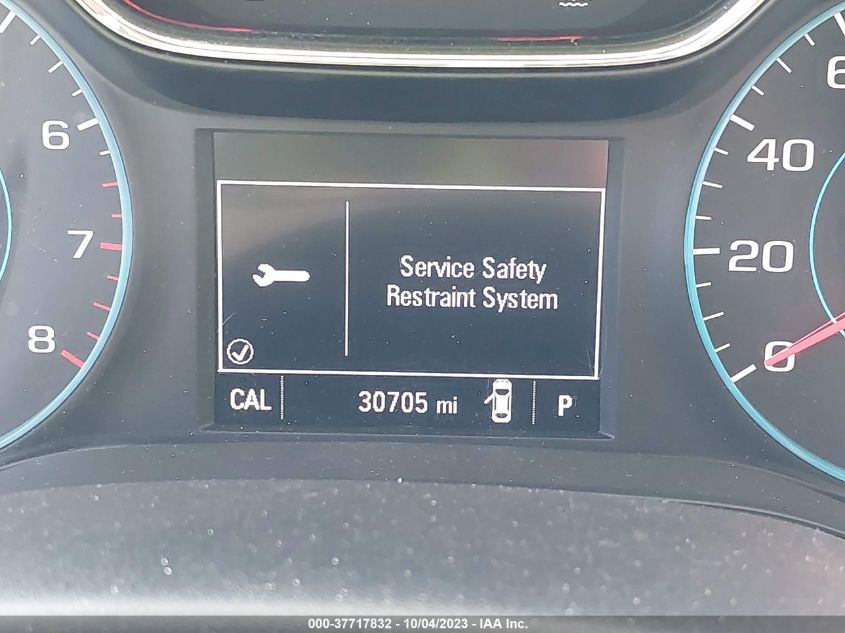 6
7
8
Service Safety
Restraint System
CAL 30705 mi P
40
20
0
000-37717832 - 10/04/2023 - IAA Inc.